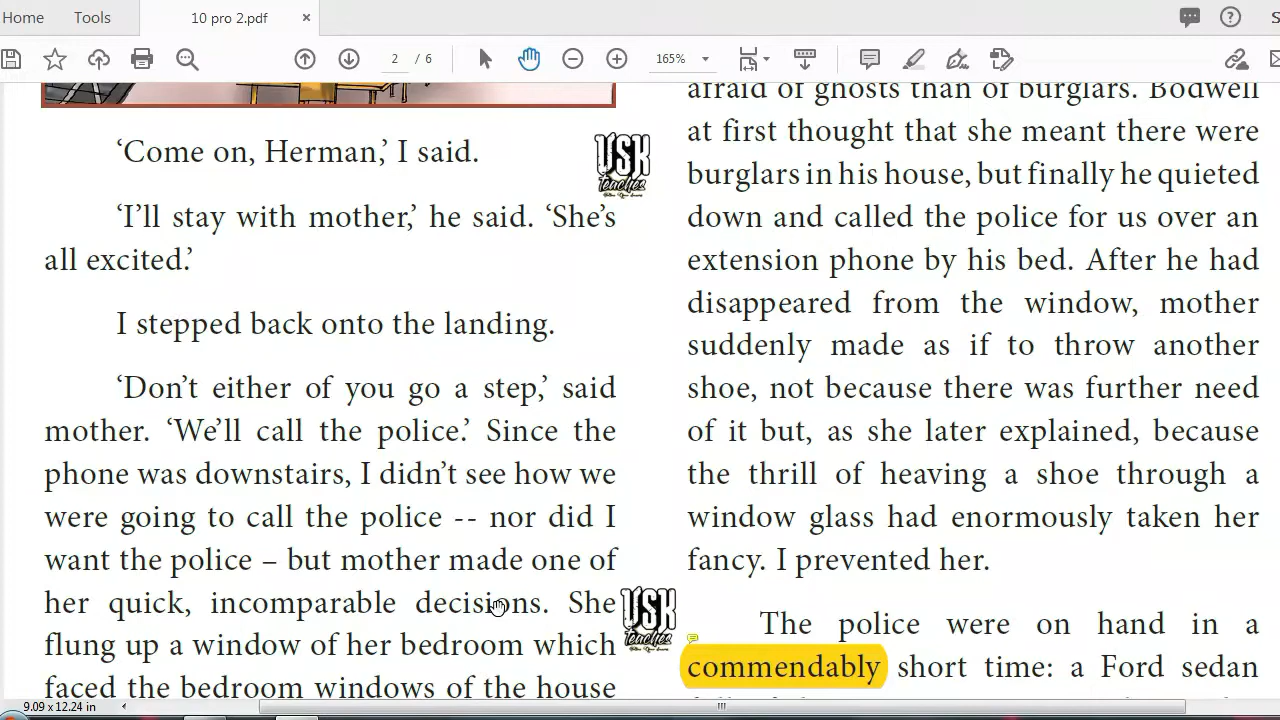 Home
Tools
10 pro 2.pdf
×
?
S
2 / 6
165%
‘Come on, Herman,’ I said.
‘I’ll stay with mother,’ he said. ‘She’s
all excited.’
I stepped back onto the landing.
‘Don’t either of you go a step,’ said
mother. ‘We’ll call the police.’ Since the
phone was downstairs, I didn’t see how we
were going to call the police -- nor did I
want the police – but mother made one of
her quick, incomparable decisions. She
flung up a window of her bedroom which
faced the bedroom windows of the house
afraid of ghosts than of burglars. Bodwell
at first thought that she meant there were
burglars in his house, but finally he quieted
down and called the police for us over an
extension phone by his bed. After he had
disappeared from the window, mother
suddenly made as if to throw another
shoe, not because there was further need
of it but, as she later explained, because
the thrill of heaving a shoe through a
window glass had enormously taken her
fancy. I prevented her.
The police were on hand in a
commendably short time: a Ford sedan
VSK
Teaches
VSK
Teaches
9.09 x 12.24 in